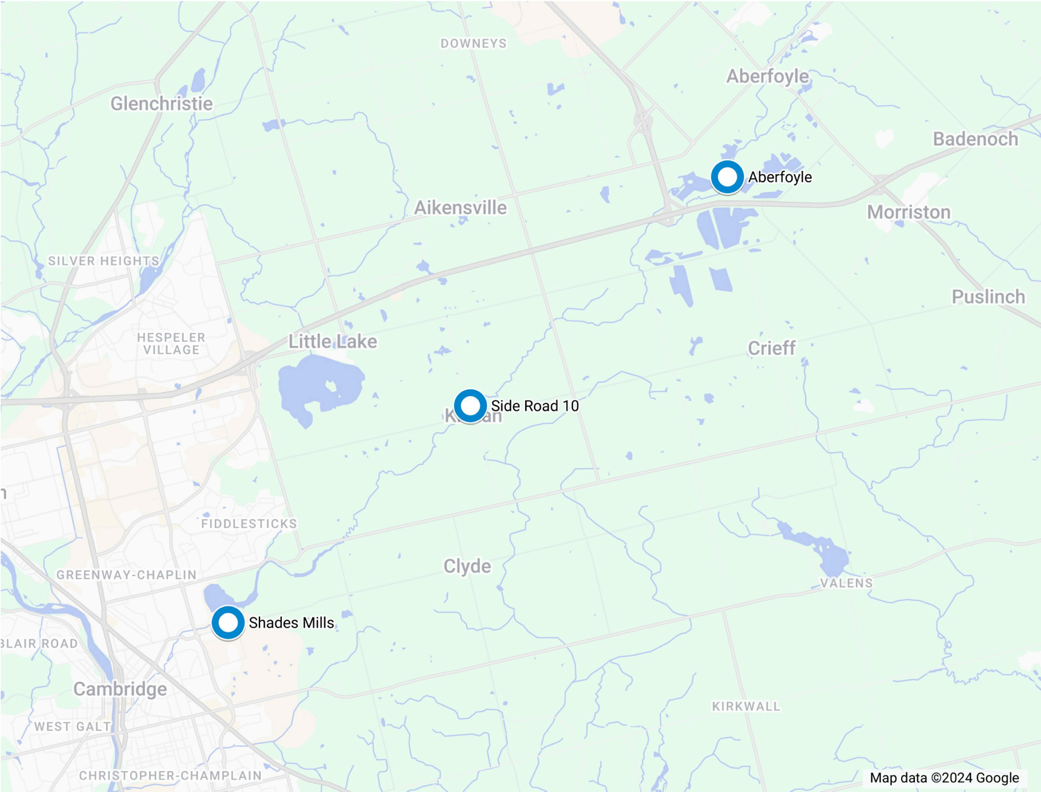 DOWNEYS
Aberfoyle
Glenchristie
Badenoch
Aberfoyle
Aikensville
Morriston
SILVER HEIGHTS
Puslinch
HESPELER
VILLAGE
Little Lake
Crieff
Side Road 10
FIDDLESTICKS
Clyde
GREENWAY-CHAPLIN
VALENS
Shades Mills
BLAIR ROAD
Cambridge
KIRKWALL
WEST GALT
CHRISTOPHER-CHAMPLAIN
Map data ©2024 Google